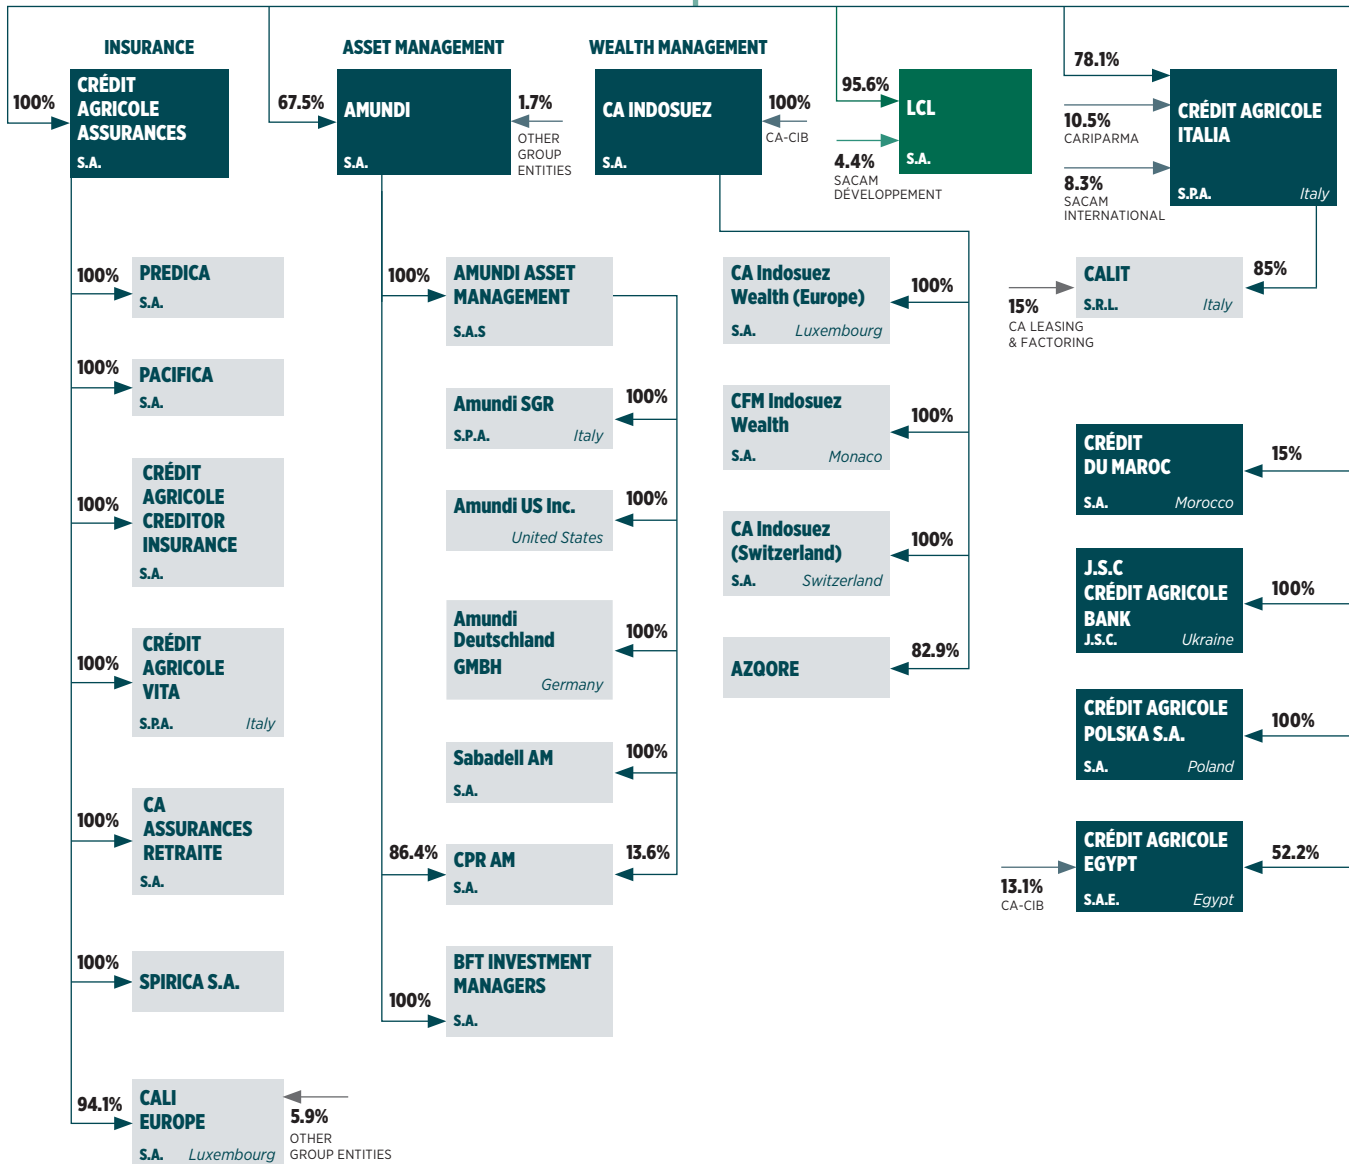 INSURANCE
100%
CRÉDIT
AGRICOLE
ASSURANCES
S.A.
100%
PREDICA
S.A.
100%
PACIFICA
S.A.
100%
CRÉDIT
AGRICOLE
CREDITOR
INSURANCE
S.A.
100%
CRÉDIT
AGRICOLE
VITA
S.P.A. Italy
100%
CA
ASSURANCES
RETRAITE
S.A.
100%
SPIRICA S.A.
94.1%
CALI
EUROPE
S.A. Luxembourg
5.9%
OTHER
GROUP ENTITIES
ASSET MANAGEMENT
67.5%
AMUNDI
S.A.
1.7%
OTHER
GROUP
ENTITIES
100%
AMUNDI ASSET
MANAGEMENT
S.A.S
Amundi SGR
S.P.A. Italy
100%
Amundi US Inc.
United States
100%
Amundi
Deutschland
GMBH
Germany
100%
Sabadell AM
S.A.
100%
86.4%
CPR AM
S.A.
13.6%
100%
BFT INVESTMENT
MANAGERS
S.A.
WEALTH MANAGEMENT
CA INDOSUEZ
S.A.
100%
CA-CIB
CA Indosuez
Wealth (Europe)
S.A. Luxembourg
100%
CFM Indosuez
Wealth
S.A. Monaco
100%
CA Indosuez
(Switzerland)
S.A. Switzerland
100%
AZQORE
82.9%
95.6%
LCL
S.A.
4.4%
SACAM
DÉVELOPPEMENT
78.1%
10.5%
CARIPARMA
8.3%
SACAM
INTERNATIONAL
CRÉDIT AGRICOLE
ITALIA
S.P.A. Italy
CALIT
S.R.L. Italy
85%
15%
CA LEASING
& FACTORING
CRÉDIT
DU MAROC
S.A. Morocco
15%
J.S.C
CRÉDIT AGRICOLE
BANK
J.S.C. Ukraine
100%
CRÉDIT AGRICOLE
POLSKA S.A.
S.A. Poland
100%
CRÉDIT AGRICOLE
EGYPT
S.A.E. Egypt
52.2%
13.1%
CA-CIB